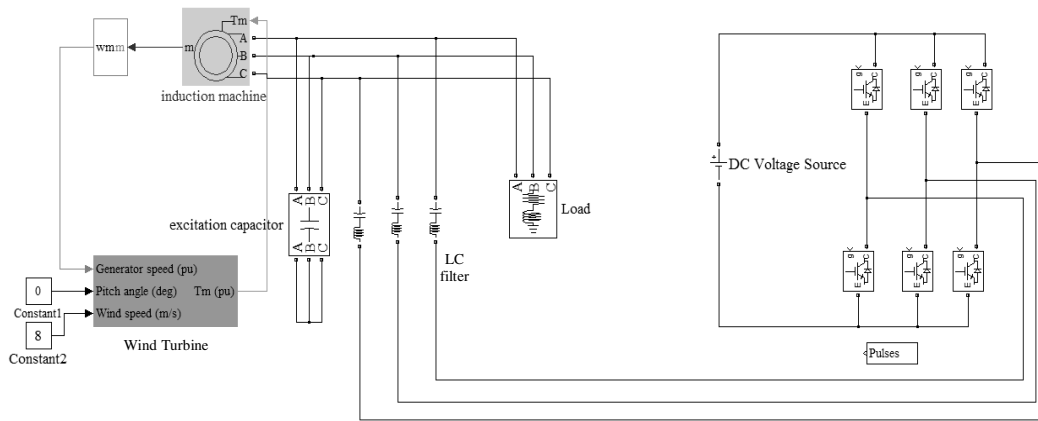 Tm
A
wm m
m
B
C
induction machine
g
C
E
g
C
E
g
C
E
DC Voltage Source
+
A
B
C
A
B
C
Load
excitation capacitor
A
B
C
LC
filter
g
C
E
g
C
E
g
C
E
Generator speed (pu)
0
Pitch angle (deg)
Tm (pu)
Constant1
Wind speed (m/s)
8
Constant2
Wind Turbine
Pulses